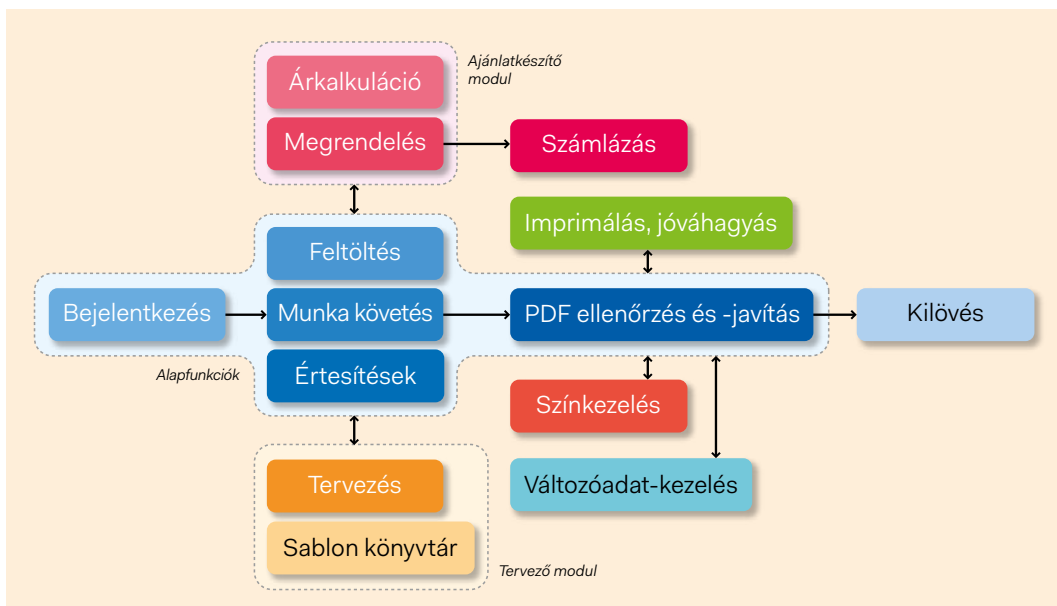 Árkalkuláció
Ajánlatkészítő
modul
Megrendelés
Számlázás
Imprimálás, jóváhagyás
Feltöltés
Bejelentkezés
Munka követés
PDF ellenőrzés és -javítás
Kilövés
Értesítések
Alapfunkciók
Színkezelés
Tervezés
Változóadat-kezelés
Sablon könyvtár
Tervező modul